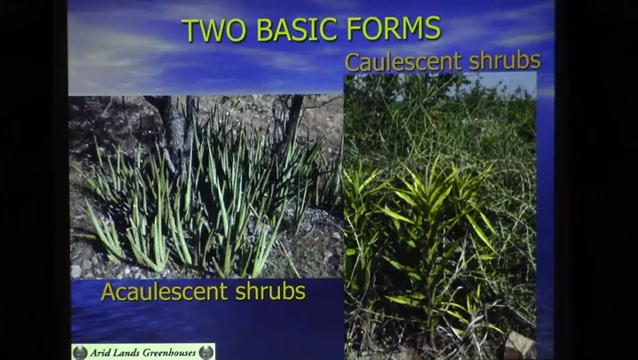 TWO BASIC FORMS
Caulescent shrubs
Acaulescent shrubs
Arid Lands Greenhouses